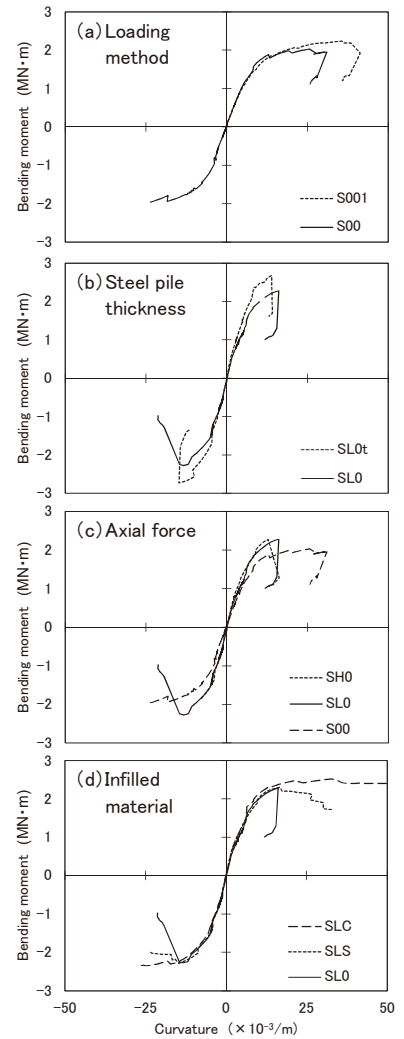 (a) Loading method
Bending moment (MN・m)
3
2
1
0
-1
-2
-3
S001
S00
(b) Steel pile thickness
Bending moment (MN・m)
3
2
1
0
-1
-2
-3
SL0t
SL0
(c) Axial force
Bending moment (MN・m)
3
2
1
0
-1
-2
-3
SH0
SL0
S00
(d) Infilled material
Bending moment (MN・m)
3
2
1
0
-1
-2
-3
SLC
SLS
SL0
-50 -25 0 25 50
Curvature (×10⁻³/m)